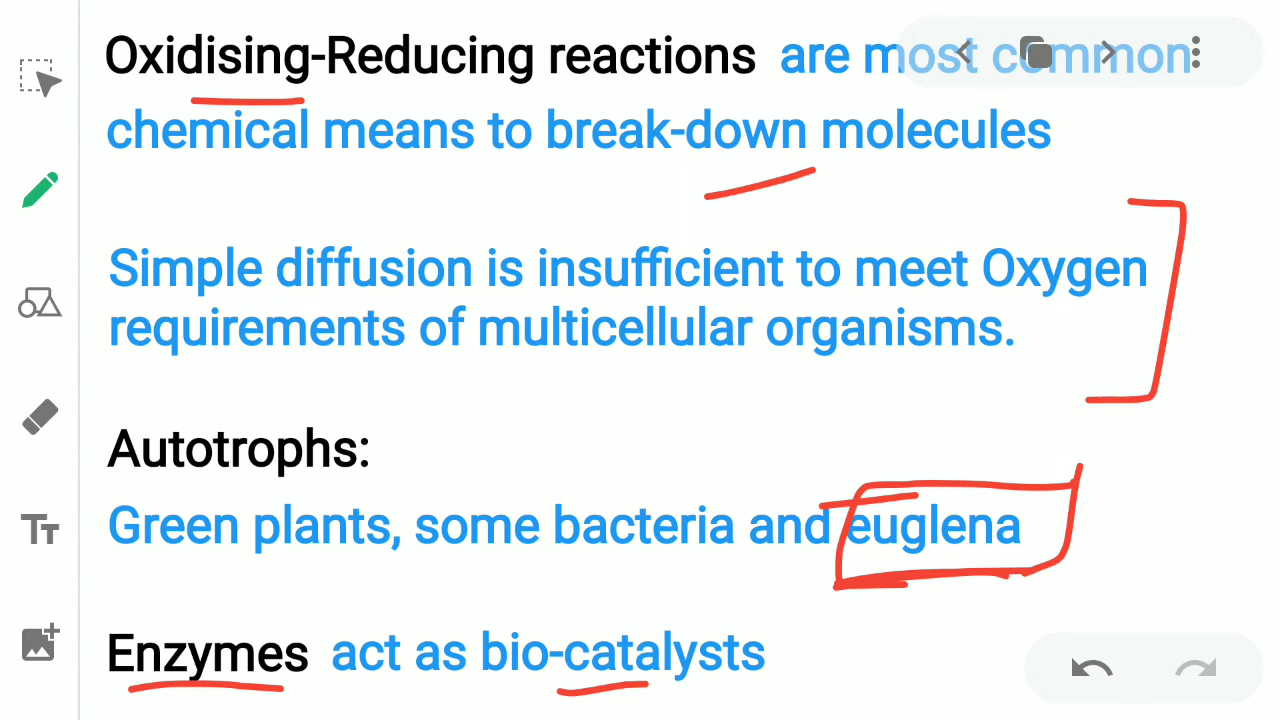 Oxidising-Reducing reactions are most common
chemical means to break-down molecules
Simple diffusion is insufficient to meet Oxygen
requirements of multicellular organisms.
Autotrophs:
Green plants, some bacteria and euglena
Enzymes act as bio-catalysts
Tт